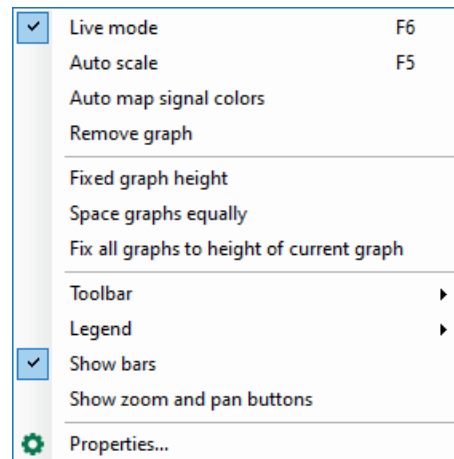 Live mode F6
Auto scale F5
Auto map signal colors
Remove graph
Fixed graph height
Space graphs equally
Fix all graphs to height of current graph
Toolbar
Legend
Show bars
Show zoom and pan buttons
Properties...